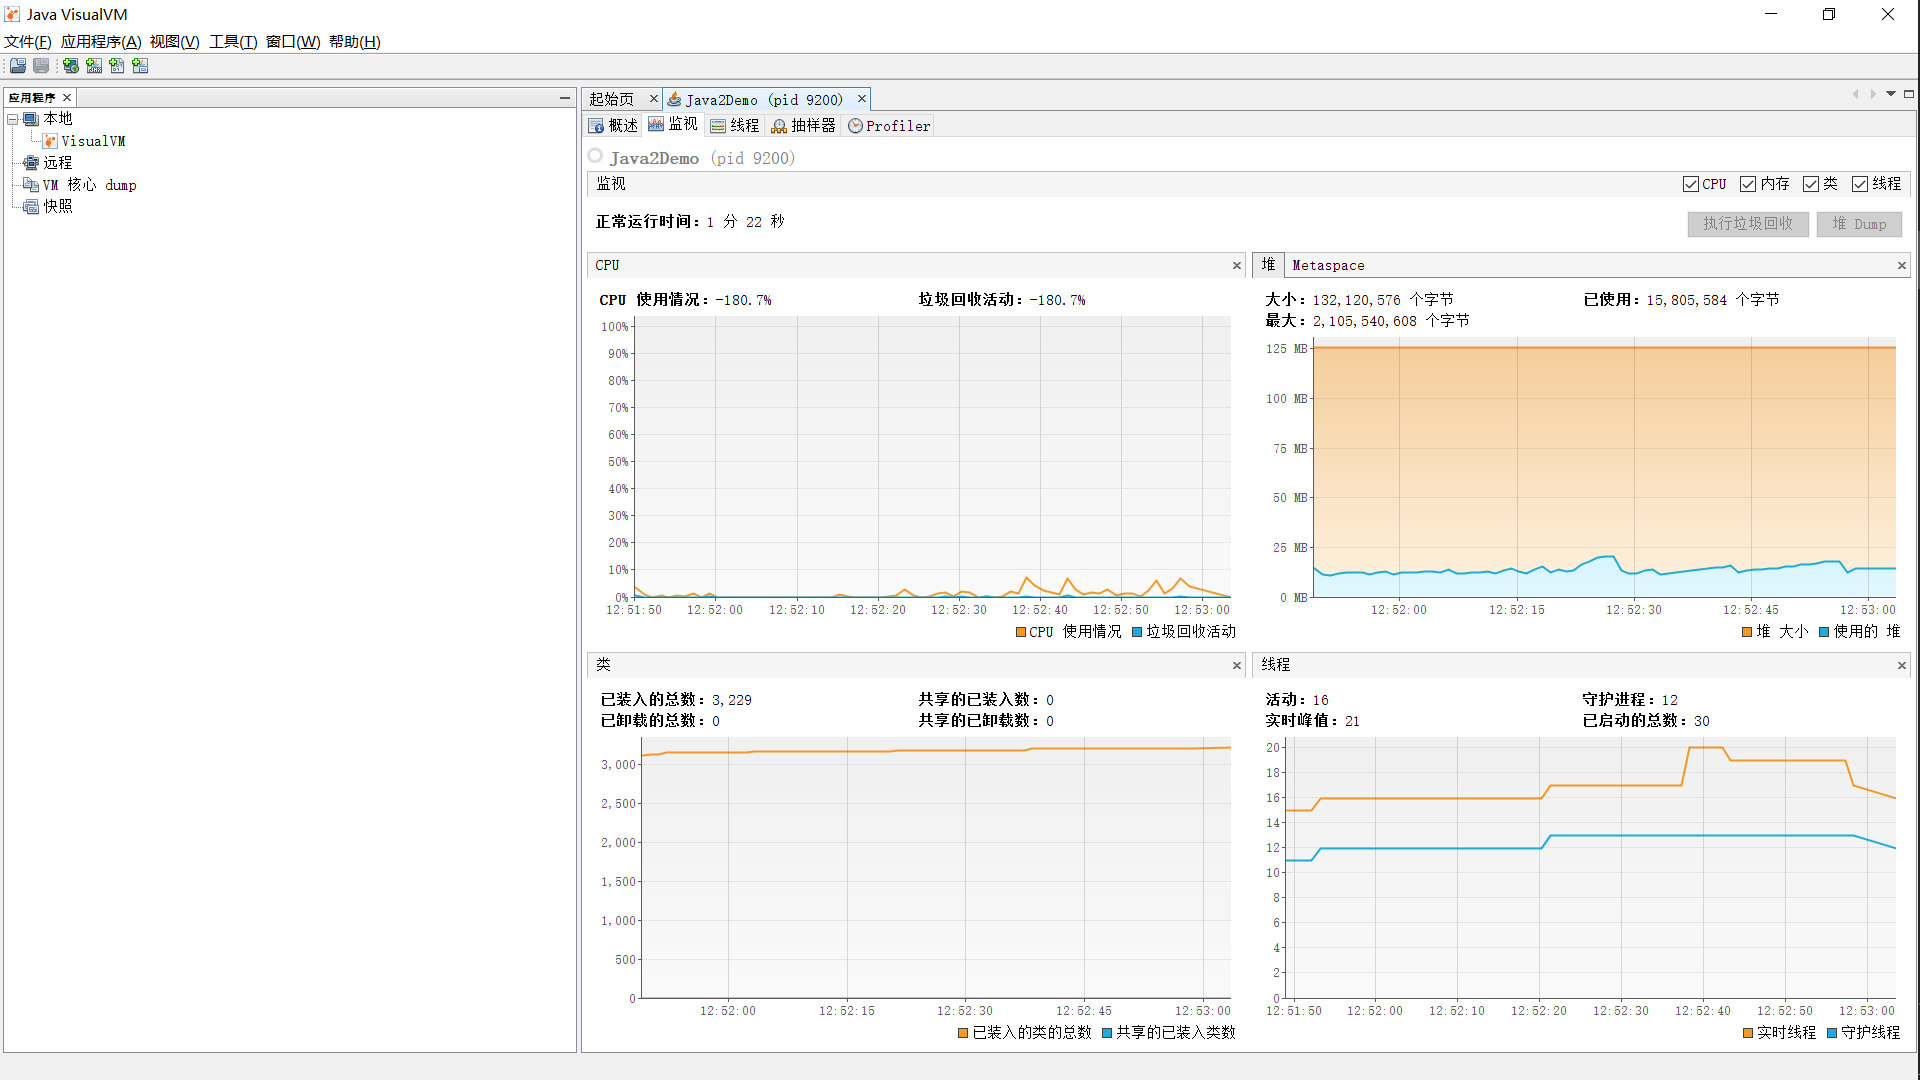 Java VisualVM
文件(F) 应用程序(A) 视图(V) 工具(T) 窗口(W) 帮助(H)
应用程序
本地
VisualVM
远程
VM 核心 dump
快照
起始页 Java2Demo (pid 9200)
概述 监视 线程 抽样器 Profiler
Java2Demo (pid 9200)
监视 CPU 内存 类 线程
正常运行时间: 1 分 22 秒 执行垃圾回收 堆 Dump
CPU
CPU 使用情况: -180.7% 垃圾回收活动: -180.7%
100%
90%
80%
70%
60%
50%
40%
30%
20%
10%
0%
12:51:50 12:52:00 12:52:10 12:52:20 12:52:30 12:52:40 12:52:50 12:53:00
CPU 使用情况 垃圾回收活动
堆 Metaspace
大小: 132,120,576 个字节 已使用: 15,805,584 个字节
最大: 2,105,540,608 个字节
125 MB
100 MB
75 MB
50 MB
25 MB
0 MB
12:52:00 12:52:15 12:52:30 12:52:45 12:53:00
堆 大小 使用的 堆
类
已装入的总数: 3,229 共享的已装入数: 0
已卸载的总数: 0 共享的已卸载数: 0
3,000
2,500
2,000
1,500
1,000
500
0
12:52:00 12:52:15 12:52:30 12:52:45 12:53:00
已装入的类的总数 共享的已装入类数
线程
活动: 16 守护进程: 12
实时峰值: 21 已启动的总数: 30
20
18
16
14
12
10
8
6
4
2
0
12:51:50 12:52:00 12:52:10 12:52:20 12:52:30 12:52:40 12:52:50 12:53:00
实时线程 守护线程